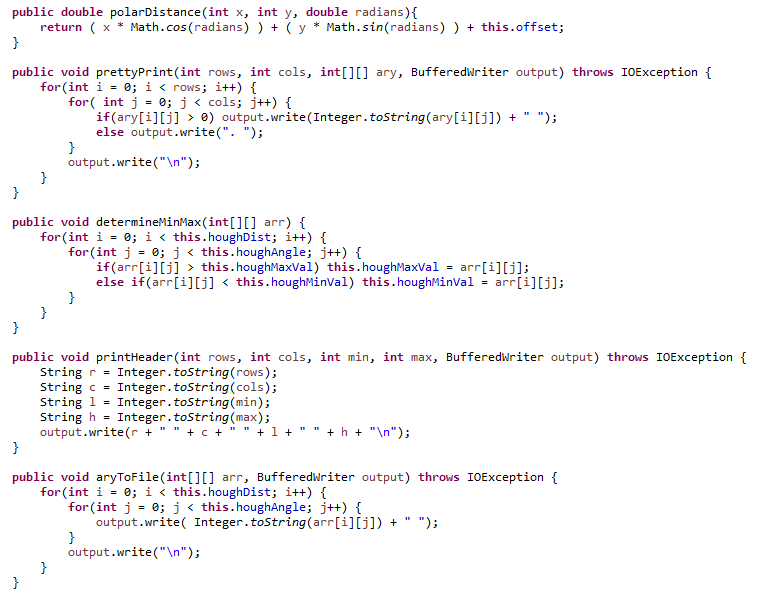 public double polarDistance(int x, int y, double radians){
    return ( x * Math.cos(radians) ) + ( y * Math.sin(radians) ) + this.offset;
}

public void prettyPrint(int rows, int cols, int[][] ary, BufferedWriter output) throws IOException {
    for(int i = 0; i < rows; i++) {
        for( int j = 0; j < cols; j++) {
            if(ary[i][j] > 0) output.write(Integer.toString(ary[i][j]) + " ");
            else output.write(". ");
        }
        output.write("\n");
    }
}

public void determineMinMax(int[][] arr) {
    for(int i = 0; i < this.houghDist; i++) {
        for(int j = 0; j < this.houghAngle; j++) {
            if(arr[i][j] > this.houghMaxVal) this.houghMaxVal = arr[i][j];
            else if(arr[i][j] < this.houghMinVal) this.houghMinVal = arr[i][j];
        }
    }
}

public void printHeader(int rows, int cols, int min, int max, BufferedWriter output) throws IOException {
    String r = Integer.toString(rows);
    String c = Integer.toString(cols);
    String l = Integer.toString(min);
    String h = Integer.toString(max);
    output.write(r + " " + c + " " + l + " " + h + "\n");
}

public void aryToFile(int[][] arr, BufferedWriter output) throws IOException {
    for(int i = 0; i < this.houghDist; i++) {
        for(int j = 0; j < this.houghAngle; j++) {
            output.write( Integer.toString(arr[i][j]) + " ");
        }
        output.write("\n");
    }
}